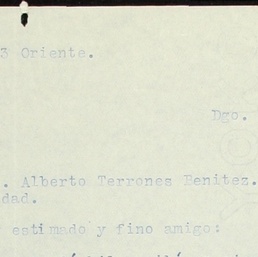 3 Oriente.
Dgo.
. Alberto Terrones Benitez.
dad.
estimado y fino amigo: